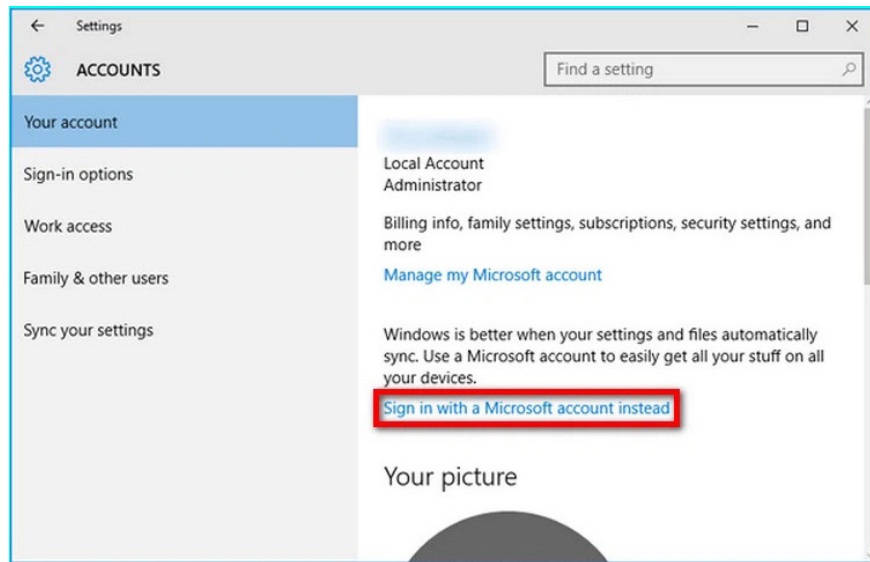 Settings
ACCOUNTS
Find a setting
Your account
Sign-in options
Work access
Family & other users
Sync your settings
Local Account
Administrator
Billing info, family settings, subscriptions, security settings, and
more
Manage my Microsoft account
Windows is better when your settings and files automatically
sync. Use a Microsoft account to easily get all your stuff on all
your devices.
Sign in with a Microsoft account instead
Your picture